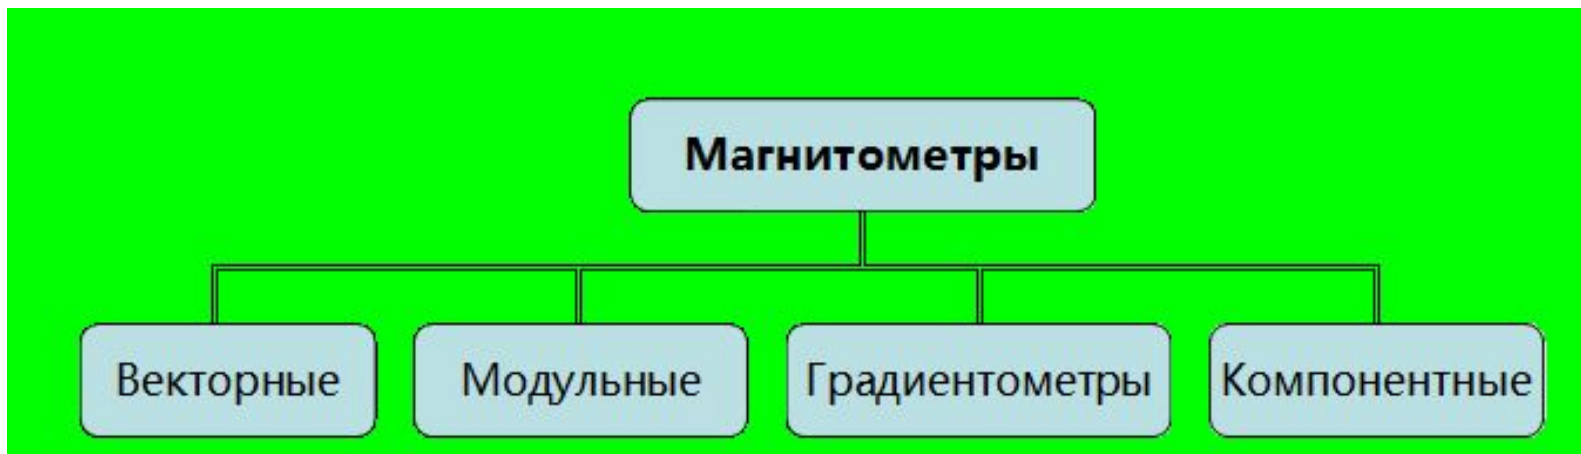 Магнитометры
Векторные
Модульные
Градиентометры
Компонентные